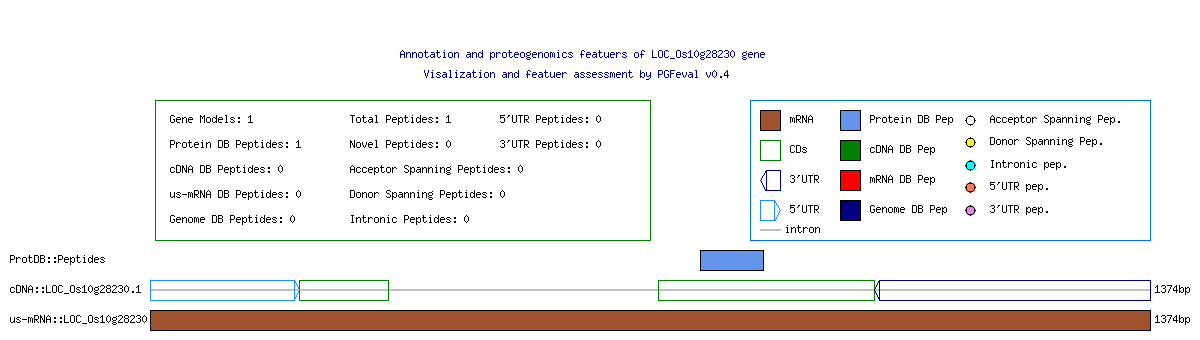 Annotation and proteogenomics featuers of LOC_Os10g28230 gene
Visalization and featuer assessment by PGFeval v0.4
Gene Models: 1 Total Peptides: 1 5'UTR Peptides: 0
Protein DB Peptides: 1 Novel Peptides: 0 3'UTR Peptides: 0
cDNA DB Peptides: 0 Acceptor Spanning Peptides: 0
us-mRNA DB Peptides: 0 Donor Spanning Peptides: 0
Genome DB Peptides: 0 Intronic Peptides: 0
mRNA Protein DB Pep Acceptor Spanning Pep.
CDs cDNA DB Pep Donor Spanning Pep.
3'UTR mRNA DB Pep Intronic pep.
5'UTR Genome DB Pep 5'UTR pep.
intron 3'UTR pep.
ProtDB::Peptides
cDNA::LOC_Os10g28230.1 1374bp
us-mRNA::LOC_Os10g28230 1374bp